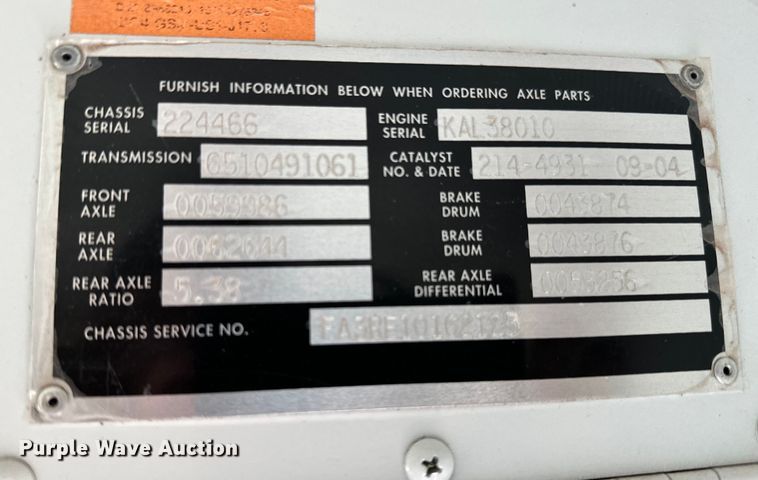 FURNISH INFORMATION BELOW WHEN ORDERING AXLE PARTS
CHASSIS SERIAL 224466 ENGINE SERIAL KAL38010
TRANSMISSION 6510491061 CATALYST NO. & DATE 214-4931 08-04
FRONT AXLE BRAKE DRUM 0043874
REAR AXLE BRAKE DRUM 0043876
REAR AXLE RATIO 5.38 REAR AXLE DIFFERENTIAL
CHASSIS SERVICE NO.
Purple Wave Auction